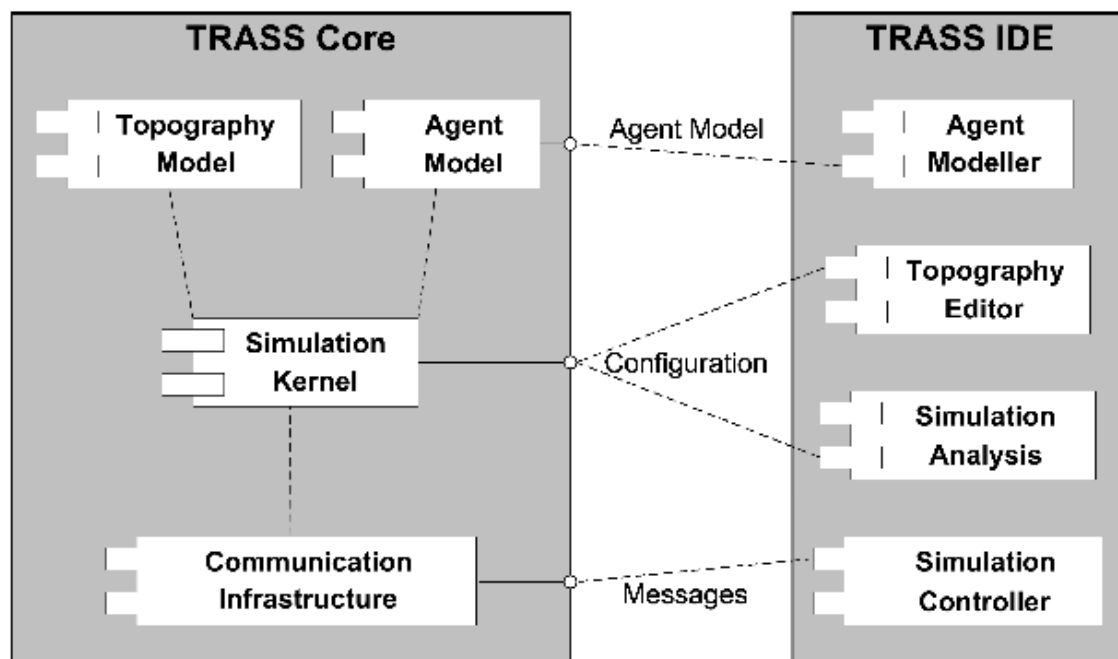 TRASS Core
Topography
Model
Agent
Model
Simulation
Kernel
Communication
Infrastructure
Agent Model
Configuration
Messages
TRASS IDE
Agent
Modeller
Topography
Editor
Simulation
Analysis
Simulation
Controller